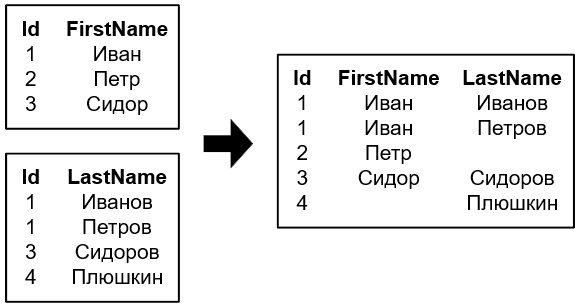 Id FirstName
1 Иван
2 Петр
3 Сидор
Id LastName
1 Иванов
1 Петров
3 Сидоров
4 Плюшкин
Id FirstName LastName
1 Иван Иванов
1 Иван Петров
2 Петр
3 Сидор Сидоров
4 Плюшкин